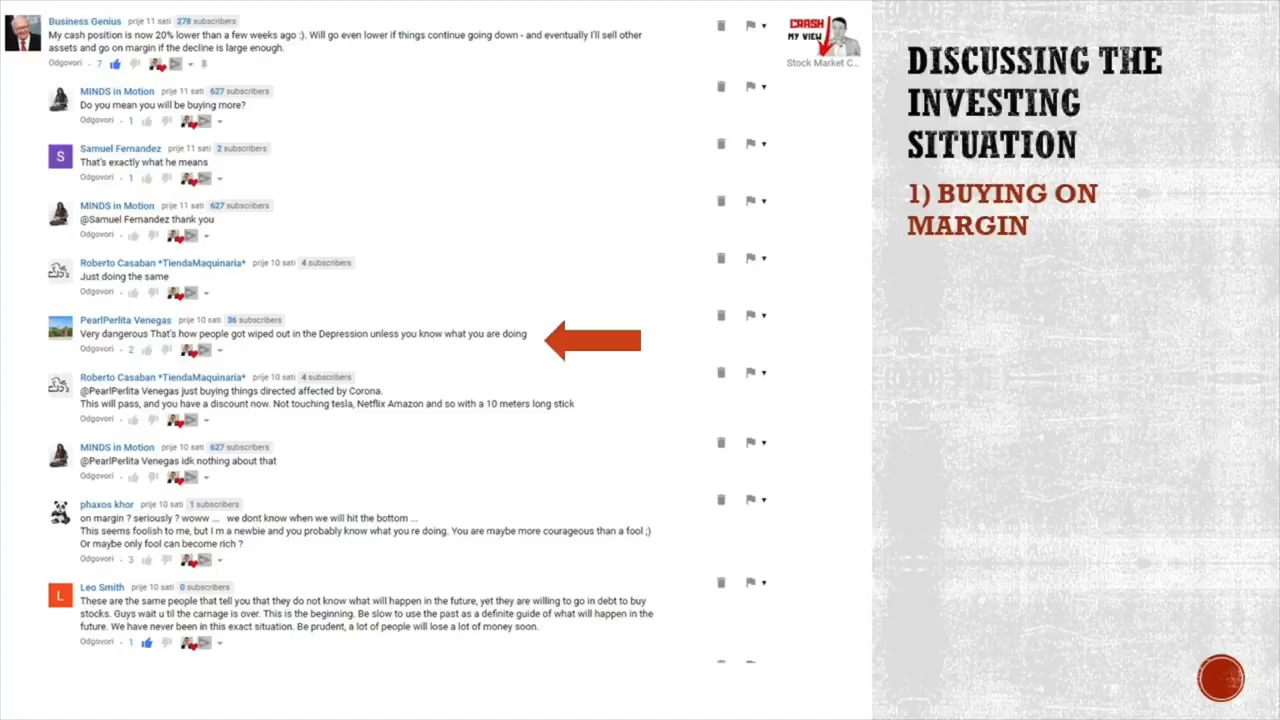 Business Genius prije 11 sati 278 subscribers
My cash position is now 20% lower than a few weeks ago :). Will go even lower if things continue going down - and eventually I'll sell other
assets and go on margin if the decline is large enough.
Odgovori · 7
MINDS in Motion prije 11 sati 627 subscribers
Do you mean you will be buying more?
Odgovori · 1
Samuel Fernandez prije 11 sati 2 subscribers
S
That's exactly what he means
Odgovori · 1
MINDS in Motion prije 11 sati 627 subscribers
@Samuel Fernandez thank you
Odgovori ·
Roberto Casaban *TiendaMaquinaria* prije 10 sati 4 subscribers
Just doing the same
Odgovori ·
PearlPerlita Venegas prije 10 sati 36 subscribers
Very dangerous That's how people got wiped out in the Depression unless you know what you are doing
Odgovori · 2
Roberto Casaban *TiendaMaquinaria* prije 10 sati 4 subscribers
@PearlPerlita Venegas just buying things directed affected by Corona.
This will pass, and you have a discount now. Not touching tesla, Netflix Amazon and so with a 10 meters long stick
Odgovori ·
MINDS in Motion prije 10 sati 627 subscribers
@PearlPerlita Venegas idk nothing about that
Odgovori ·
phaxos khor prije 10 sati 1 subscribers
on margin ? seriously ? woww ... we dont know when we will hit the bottom ...
This seems foolish to me, but I m a newbie and you probably know what you re doing. You are maybe more courageous than a fool ;)
Or maybe only fool can become rich ?
Odgovori · 3
Leo Smith prije 10 sati 0 subscribers
L
These are the same people that tell you that they do not know what will happen in the future, yet they are willing to go in debt to buy
stocks. Guys wait u til the carnage is over. This is the beginning. Be slow to use the past as a definite guide of what will happen in the
future. We have never been in this exact situation. Be prudent, a lot of people will lose a lot of money soon.
Odgovori · 1
CRASH
MY VIEW
Stock Market C...
DISCUSSING THE
INVESTING
SITUATION
1) BUYING ON
MARGIN